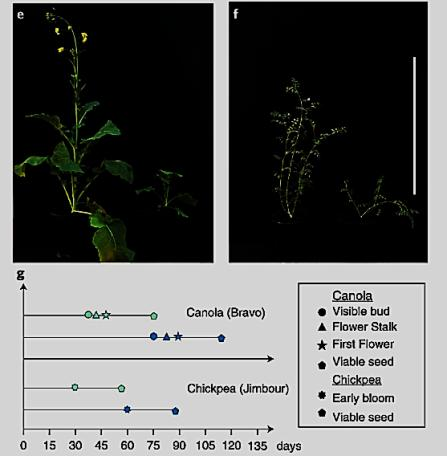 e
f
g
Canola (Bravo)
Chickpea (Jimbour)
0 15 30 45 60 75 90 105 120 135 days
Canola
Visible bud
Flower Stalk
First Flower
Viable seed
Chickpea
Early bloom
Viable seed